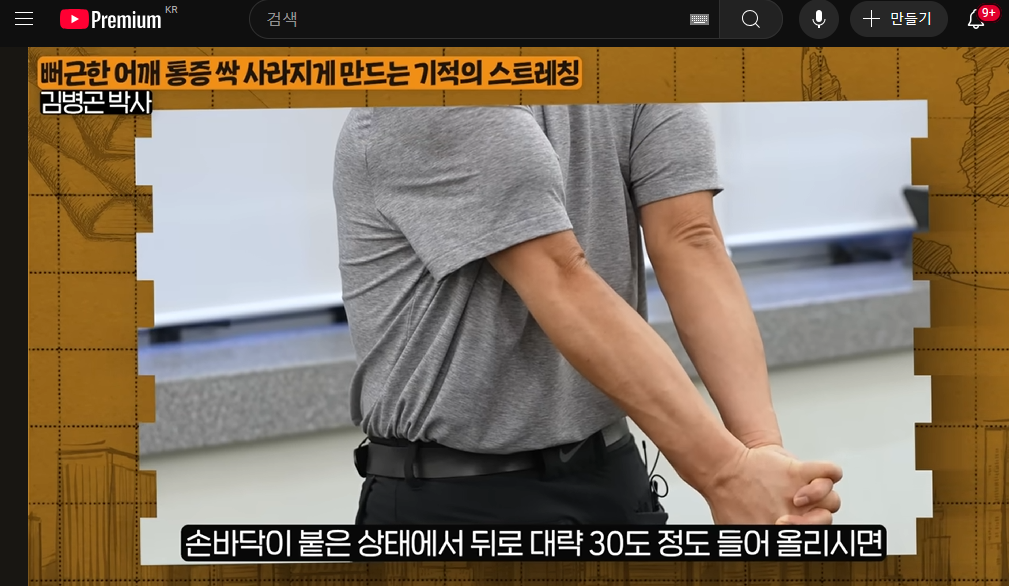 Premium KR
검색
만들기
9+
뻐근한 어깨 통증 싹 사라지게 만드는 기적의 스트레칭
김병곤 박사
손바닥이 붙은 상태에서 뒤로 대략 30도 정도 들어 올리시면